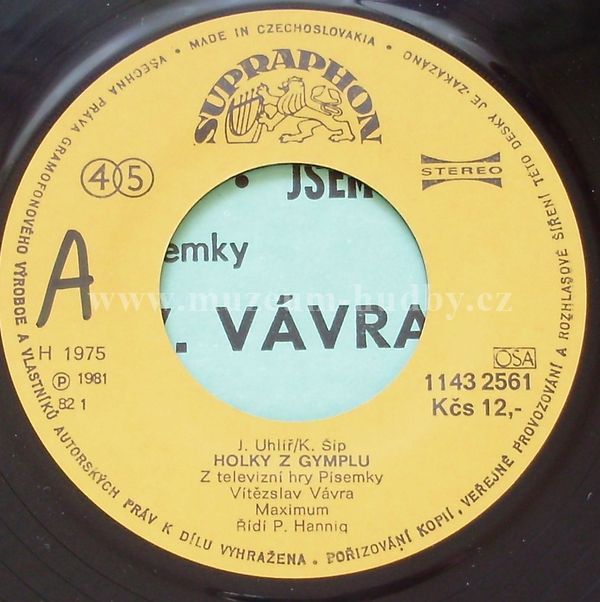 VŠECHNA PRÁVA GRAMOFONOVÉHO VÝROBCE A VLASTNÍKŮ AUTORSKÝCH PRÁV K DÍLU VYHRAŽENA • POŘIZOVÁNÍ KOPIÍ, VEŘEJNÉ PROVOZOVÁNÍ A ROZHLASOVÉ ŠÍŘENÍ TÉTO DESKY JE ZAKÁZÁNO
• MADE IN CZECHOSLOVAKIA •
SUPRAPHON
45
STEREO
• JSEM
emky
VÁVRA
www.muzeum-hudby.cz
A
H 1975
Ⓟ 1981
82 1
OSA
1143 2561
Kčs 12,-
J. Uhlíř/K. Šíp
HOLKY Z GYMPLU
Z televizní hry Písemky
Vítězslav Vávra
Maximum
Řídí P. Hannig